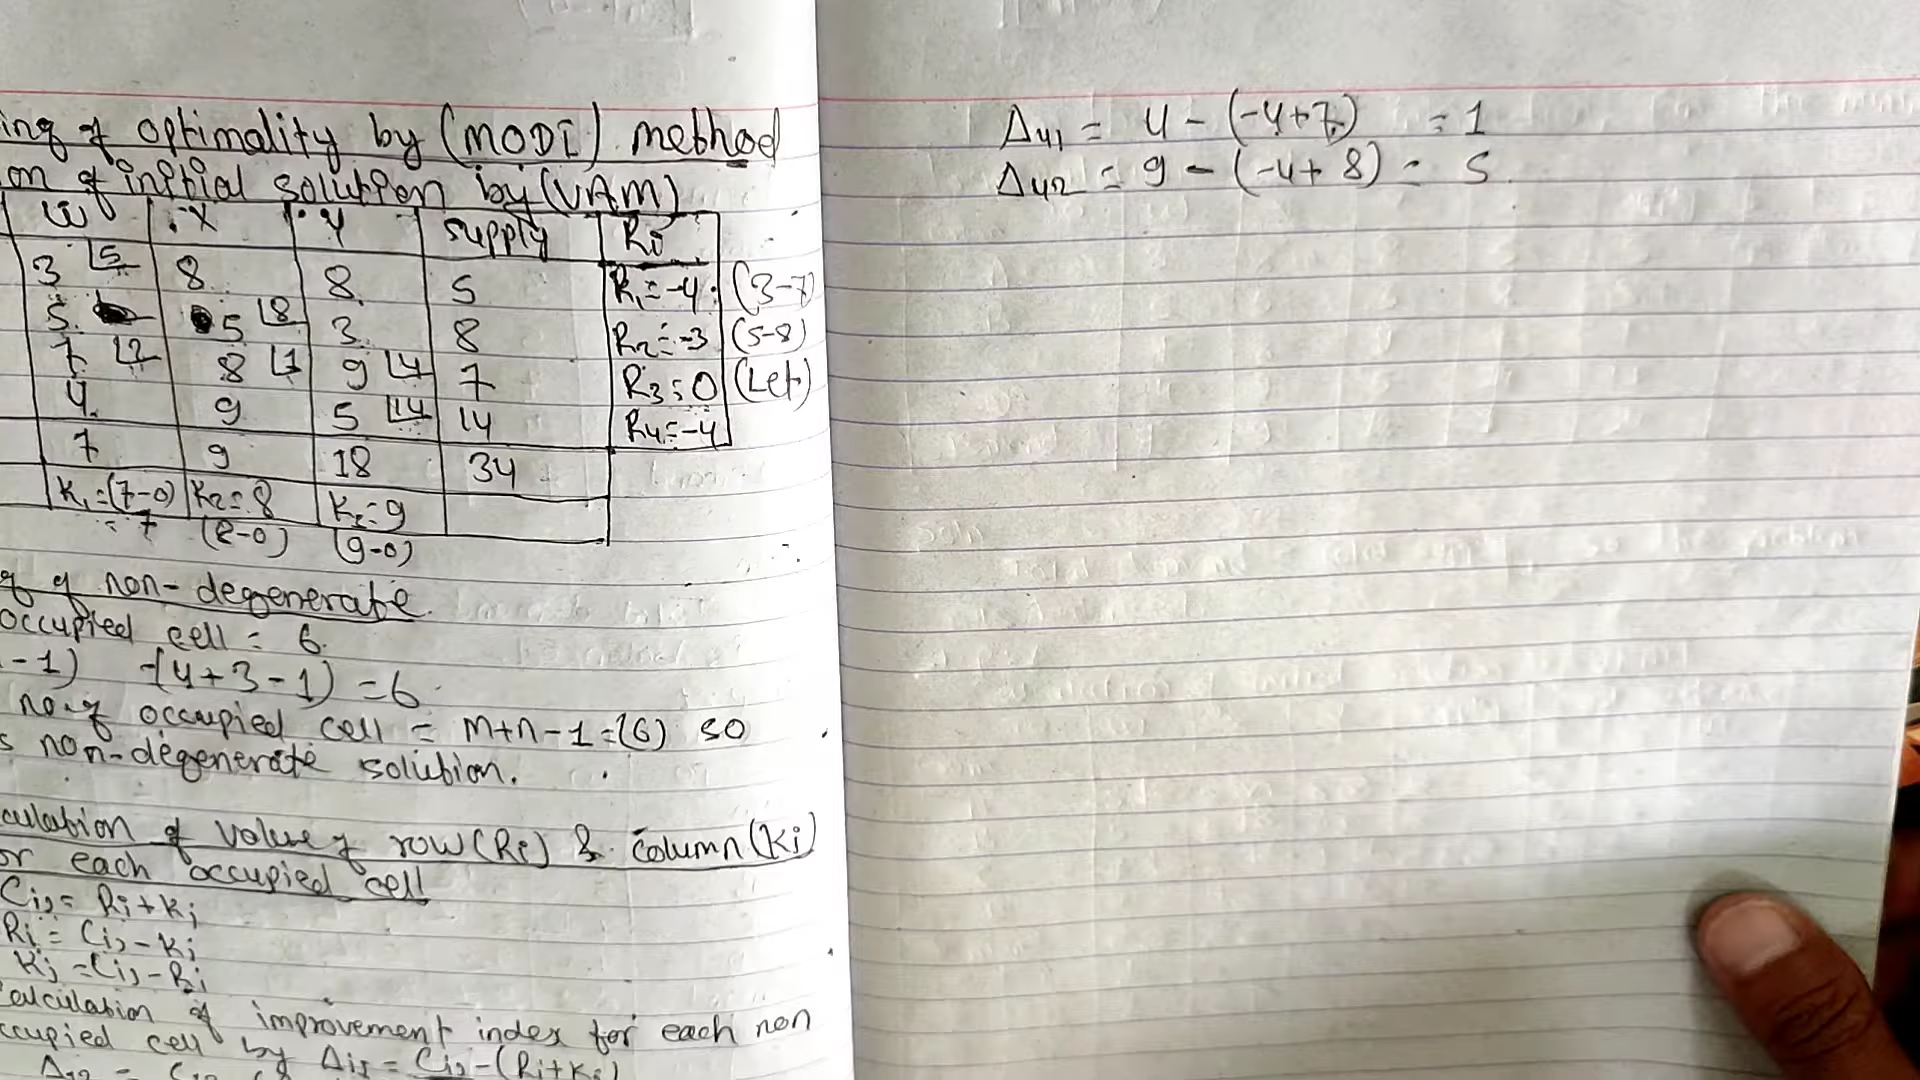 ing of optimality by (MODI) method
on of initial solution by (VAM)
W X Y supply Ri
3 5 8 8 5 R1 = -4 (3-7)
5 5 8 3 8 R2 = -3 (5-8)
7 2 8 1 9 4 7 R3 = 0 (Let)
4 9 5 14 14 R4 = -4
7 9 18 34
K1 = (7-0) K2 = 8 K3 = 9
= 7 (8-0) (9-0)
g of non-degenerate
occupied cell = 6
-1) (4+3-1) = 6
no. of occupied cell = m+n-1 = (6) so
s non-degenerate solution.
culation of value of row (Ri) & column (Ki)
or each occupied cell
Cij = Ri + Kj
Ri = Cij - Kj
Kj = Cij - Ri
Calculation of improvement index for each non
ccupied cell by Δij = Cij - (Ri + Kj)
Δ41 = 4 - (-4+7) = 1
Δ42 = 9 - (-4+8) = 5